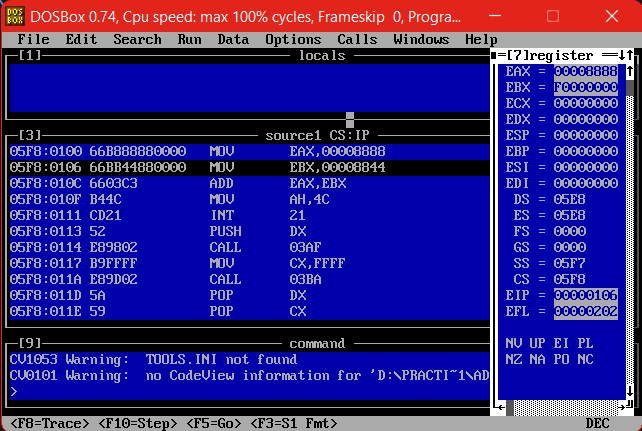 DOSBox 0.74, Cpu speed: max 100% cycles, Frameskip 0, Progra...
File Edit Search Run Data Options Calls Windows Help
[1] locals
[3] source1 CS:IP
05F8:0100 66B888880000 MOV EAX,00008888
05F8:0106 66BB44880000 MOV EBX,00008844
05F8:010C 6603C3 ADD EAX,EBX
05F8:010F B44C MOV AH,4C
05F8:0111 CD21 INT 21
05F8:0113 52 PUSH DX
05F8:0114 E89802 CALL 03AF
05F8:0117 B9FFFF MOV CX,FFFF
05F8:011A E89D02 CALL 03BA
05F8:011D 5A POP DX
05F8:011E 59 POP CX
[9] command
CV1053 Warning: TOOLS.INI not found
CV0101 Warning: no CodeView information for 'D:\PRACTI~1\AD
>
[7]register
EAX = 00008888
EBX = F0000000
ECX = 00000000
EDX = 00000000
ESP = 00000000
EBP = 00000000
ESI = 00000000
EDI = 00000000
DS = 05E8
ES = 05E8
FS = 0000
GS = 0000
SS = 05F7
CS = 05F8
EIP = 00000106
EFL = 00000202
NV UP EI PL
NZ NA PO NC
<F8=Trace> <F10=Step> <F5=Go> <F3=S1 Fmt> DEC